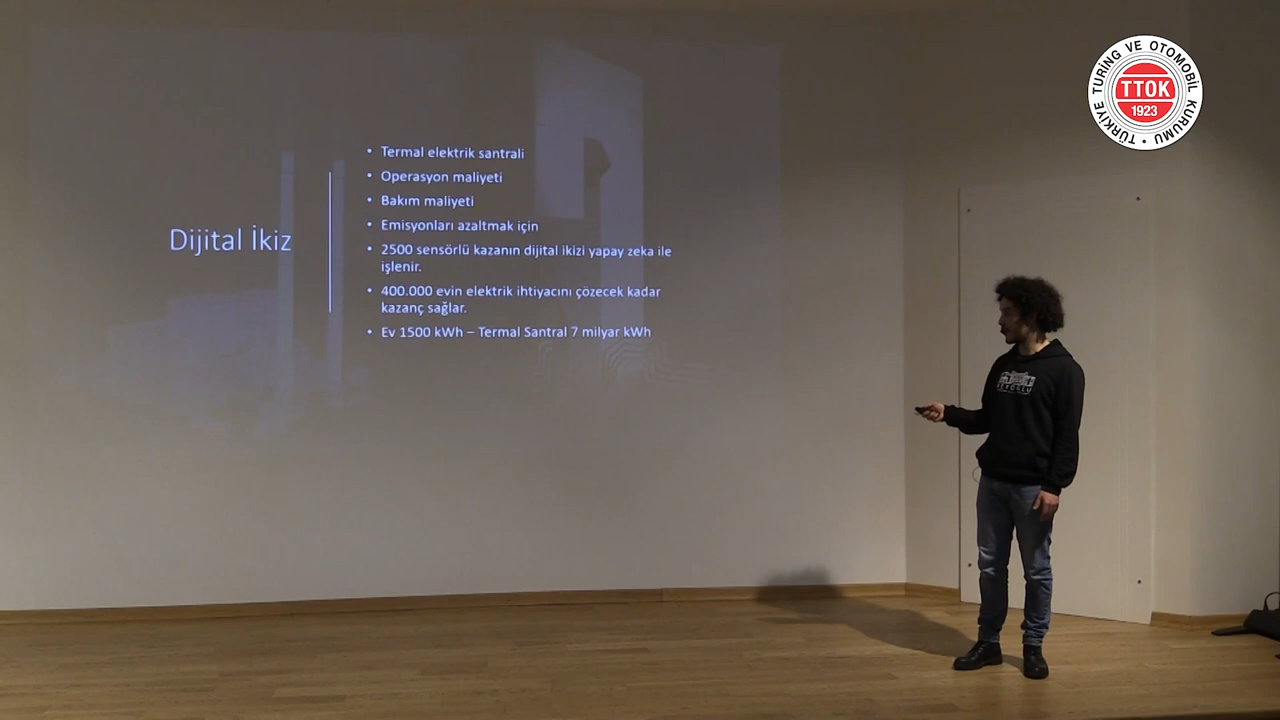 Dijital İkiz
• Termal elektrik santrali
• Operasyon maliyeti
• Bakım maliyeti
• Emisyonları azaltmak için
• 2500 sensörlü kazanın dijital ikizi yapay zeka ile
işlenir.
• 400.000 evin elektrik ihtiyacını çözecek kadar
kazanç sağlar.
• Ev 1500 kWh – Termal Santral 7 milyar kWh
TÜRKİYE TURİNG VE OTOMOBİL KURUMU
TTOK
1923